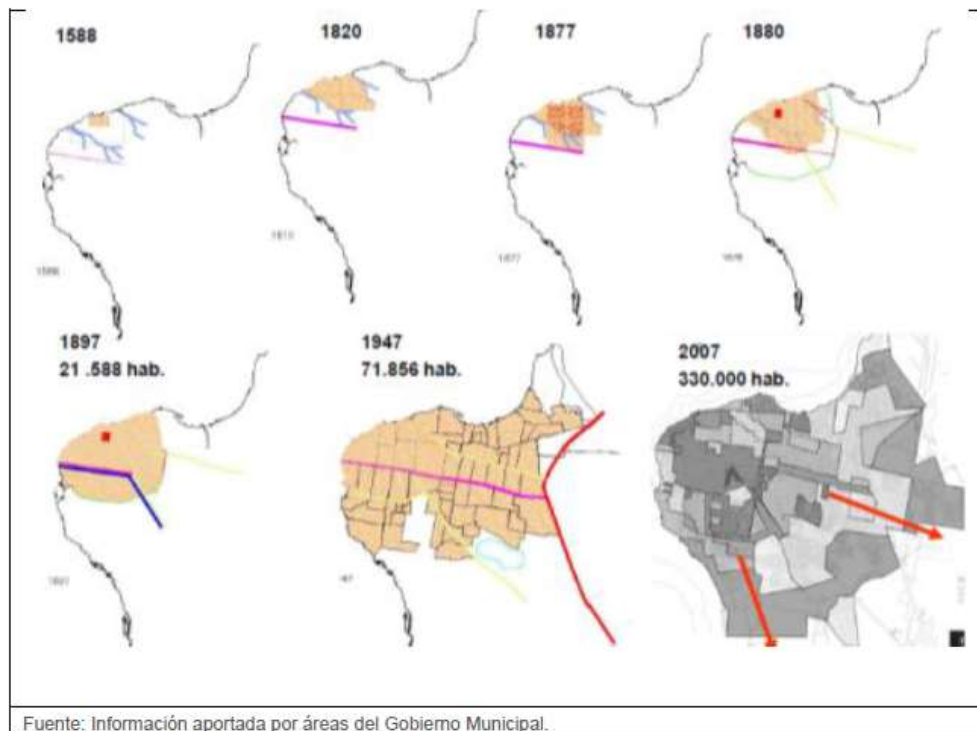 1588
1820
1877
1880
1877
1897
21 .588 hab.
1947
71.856 hab.
2007
330.000 hab.
Fuente: Información aportada por áreas del Gobierno Municipal.